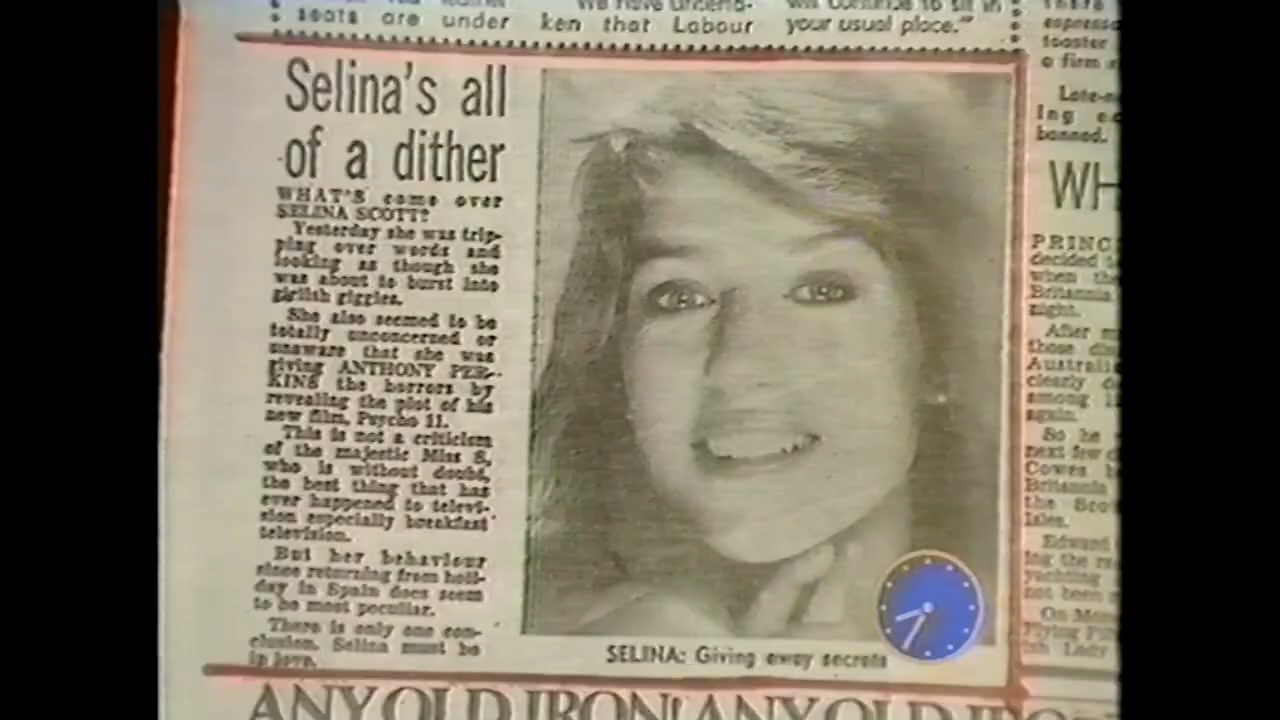 seats are under
ken that Labour
your usual place."
Selina's all
of a dither
WHAT'S come over
SELINA SCOTT?
Yesterday she was trip-
ping over words and
looking as though she
was about to burst into
girlish giggles.
She also seemed to be
totally unconcerned or
unaware that she was
giving ANTHONY PER-
KINS the horrors by
revealing the plot of his
new film, Psycho 11.
This is not a criticism
of the majestic Miss S,
who is without doubt,
the best thing that has
ever happened to televi-
sion especially breakfast
television.
But her behaviour
since returning from holi-
day in Spain does seem
to be most peculiar.
There is only one con-
clusion. Selina must be
in love.
SELINA: Giving away secrets
ANY OLD IRON! ANY OLD IRO
espresso
toaster
a firm
Late-n
ing
banned.
WH
PRINC
decided
when the
Britannia
night.
After
those
Australi
clearly
among
again.
So he
next few
Cowes
Britannia
the Sco
Isles.
Edward
ing the
yachting
not been
On Mon
Flying
ish Lady